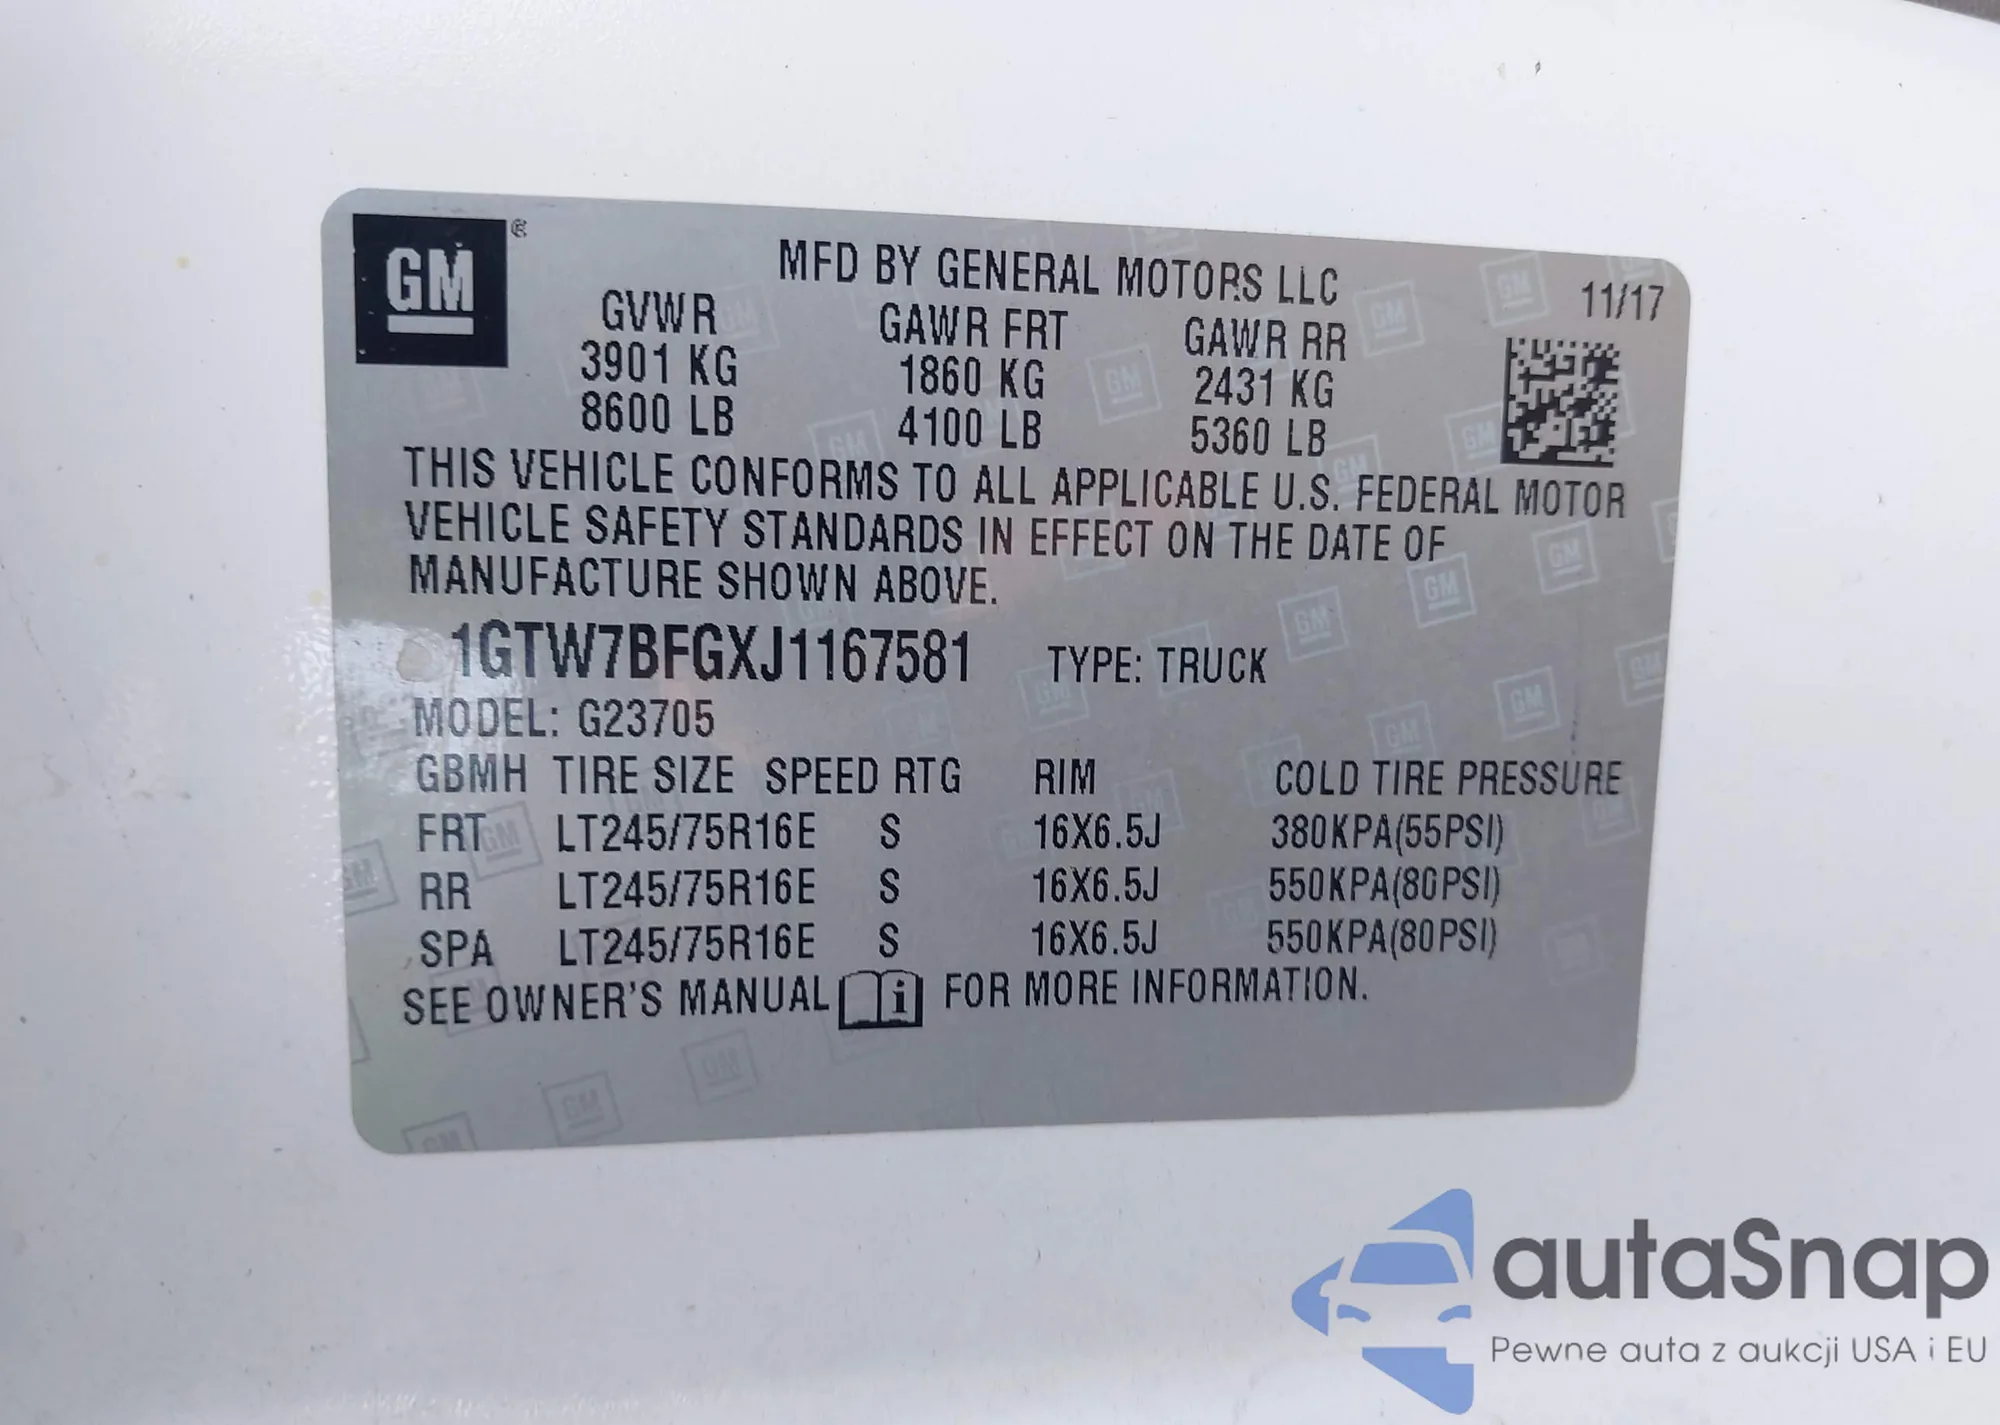 GM®
MFD BY GENERAL MOTORS LLC
11/17
GVWR GAWR FRT GAWR RR
3901 KG 1860 KG 2431 KG
8600 LB 4100 LB 5360 LB
THIS VEHICLE CONFORMS TO ALL APPLICABLE U.S. FEDERAL MOTOR
VEHICLE SAFETY STANDARDS IN EFFECT ON THE DATE OF
MANUFACTURE SHOWN ABOVE.
1GTW7BFGXJ1167581 TYPE: TRUCK
MODEL: G23705
GBMH TIRE SIZE SPEED RTG RIM COLD TIRE PRESSURE
FRT LT245/75R16E S 16X6.5J 380KPA(55PSI)
RR LT245/75R16E S 16X6.5J 550KPA(80PSI)
SPA LT245/75R16E S 16X6.5J 550KPA(80PSI)
SEE OWNER'S MANUAL i FOR MORE INFORMATION.
autaSnap
Pewne auta z aukcji USA i EU